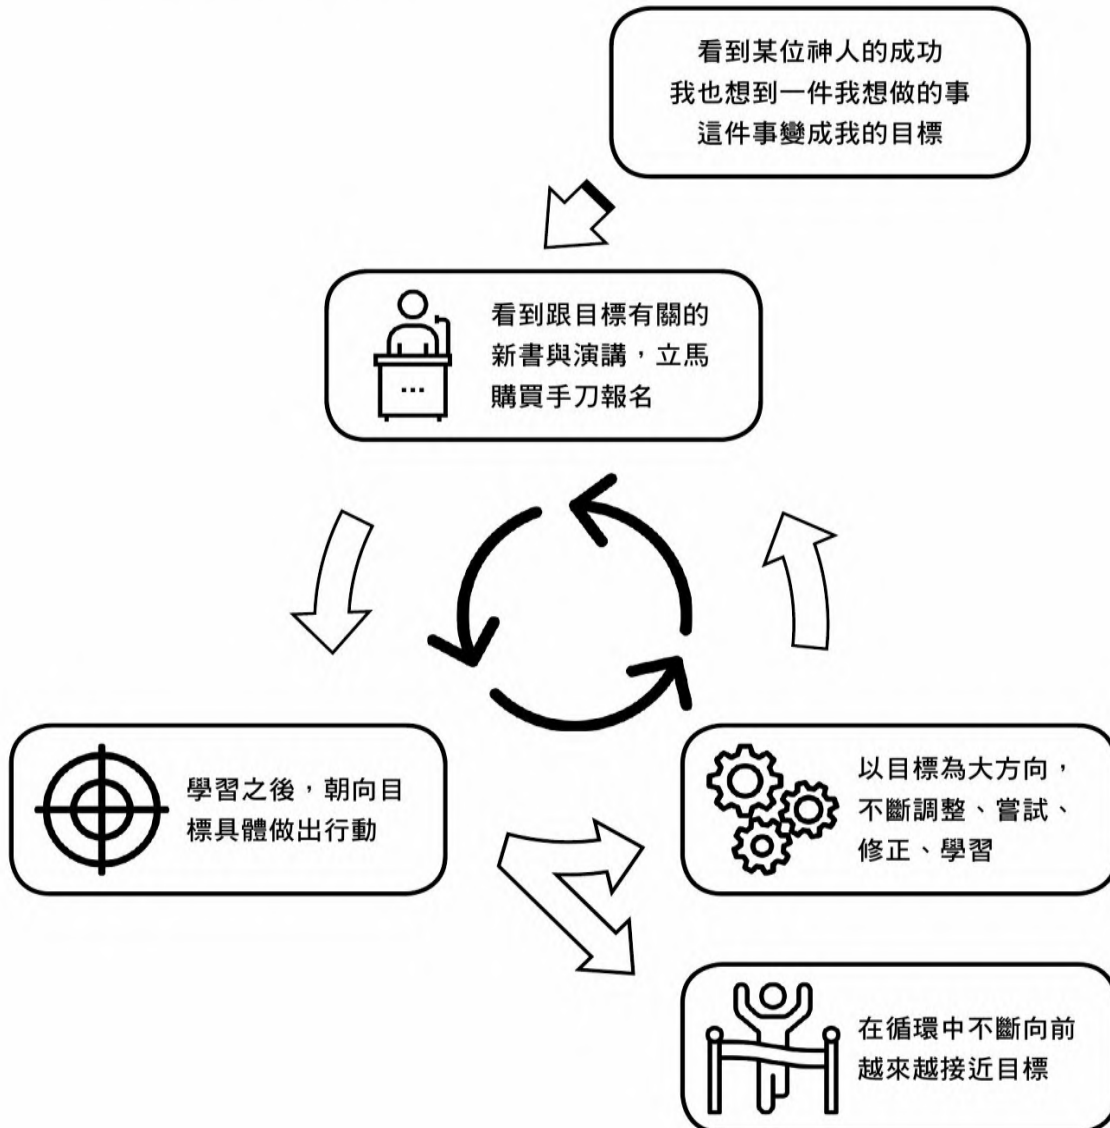 看到某位神人的成功
我也想到一件我想做的事
這件事變成我的目標
看到跟目標有關的
新書與演講，立馬
購買手刀報名
學習之後，朝向目
標具體做出行動
以目標為大方向，
不斷調整、嘗試、
修正、學習
在循環中不斷向前
越來越接近目標